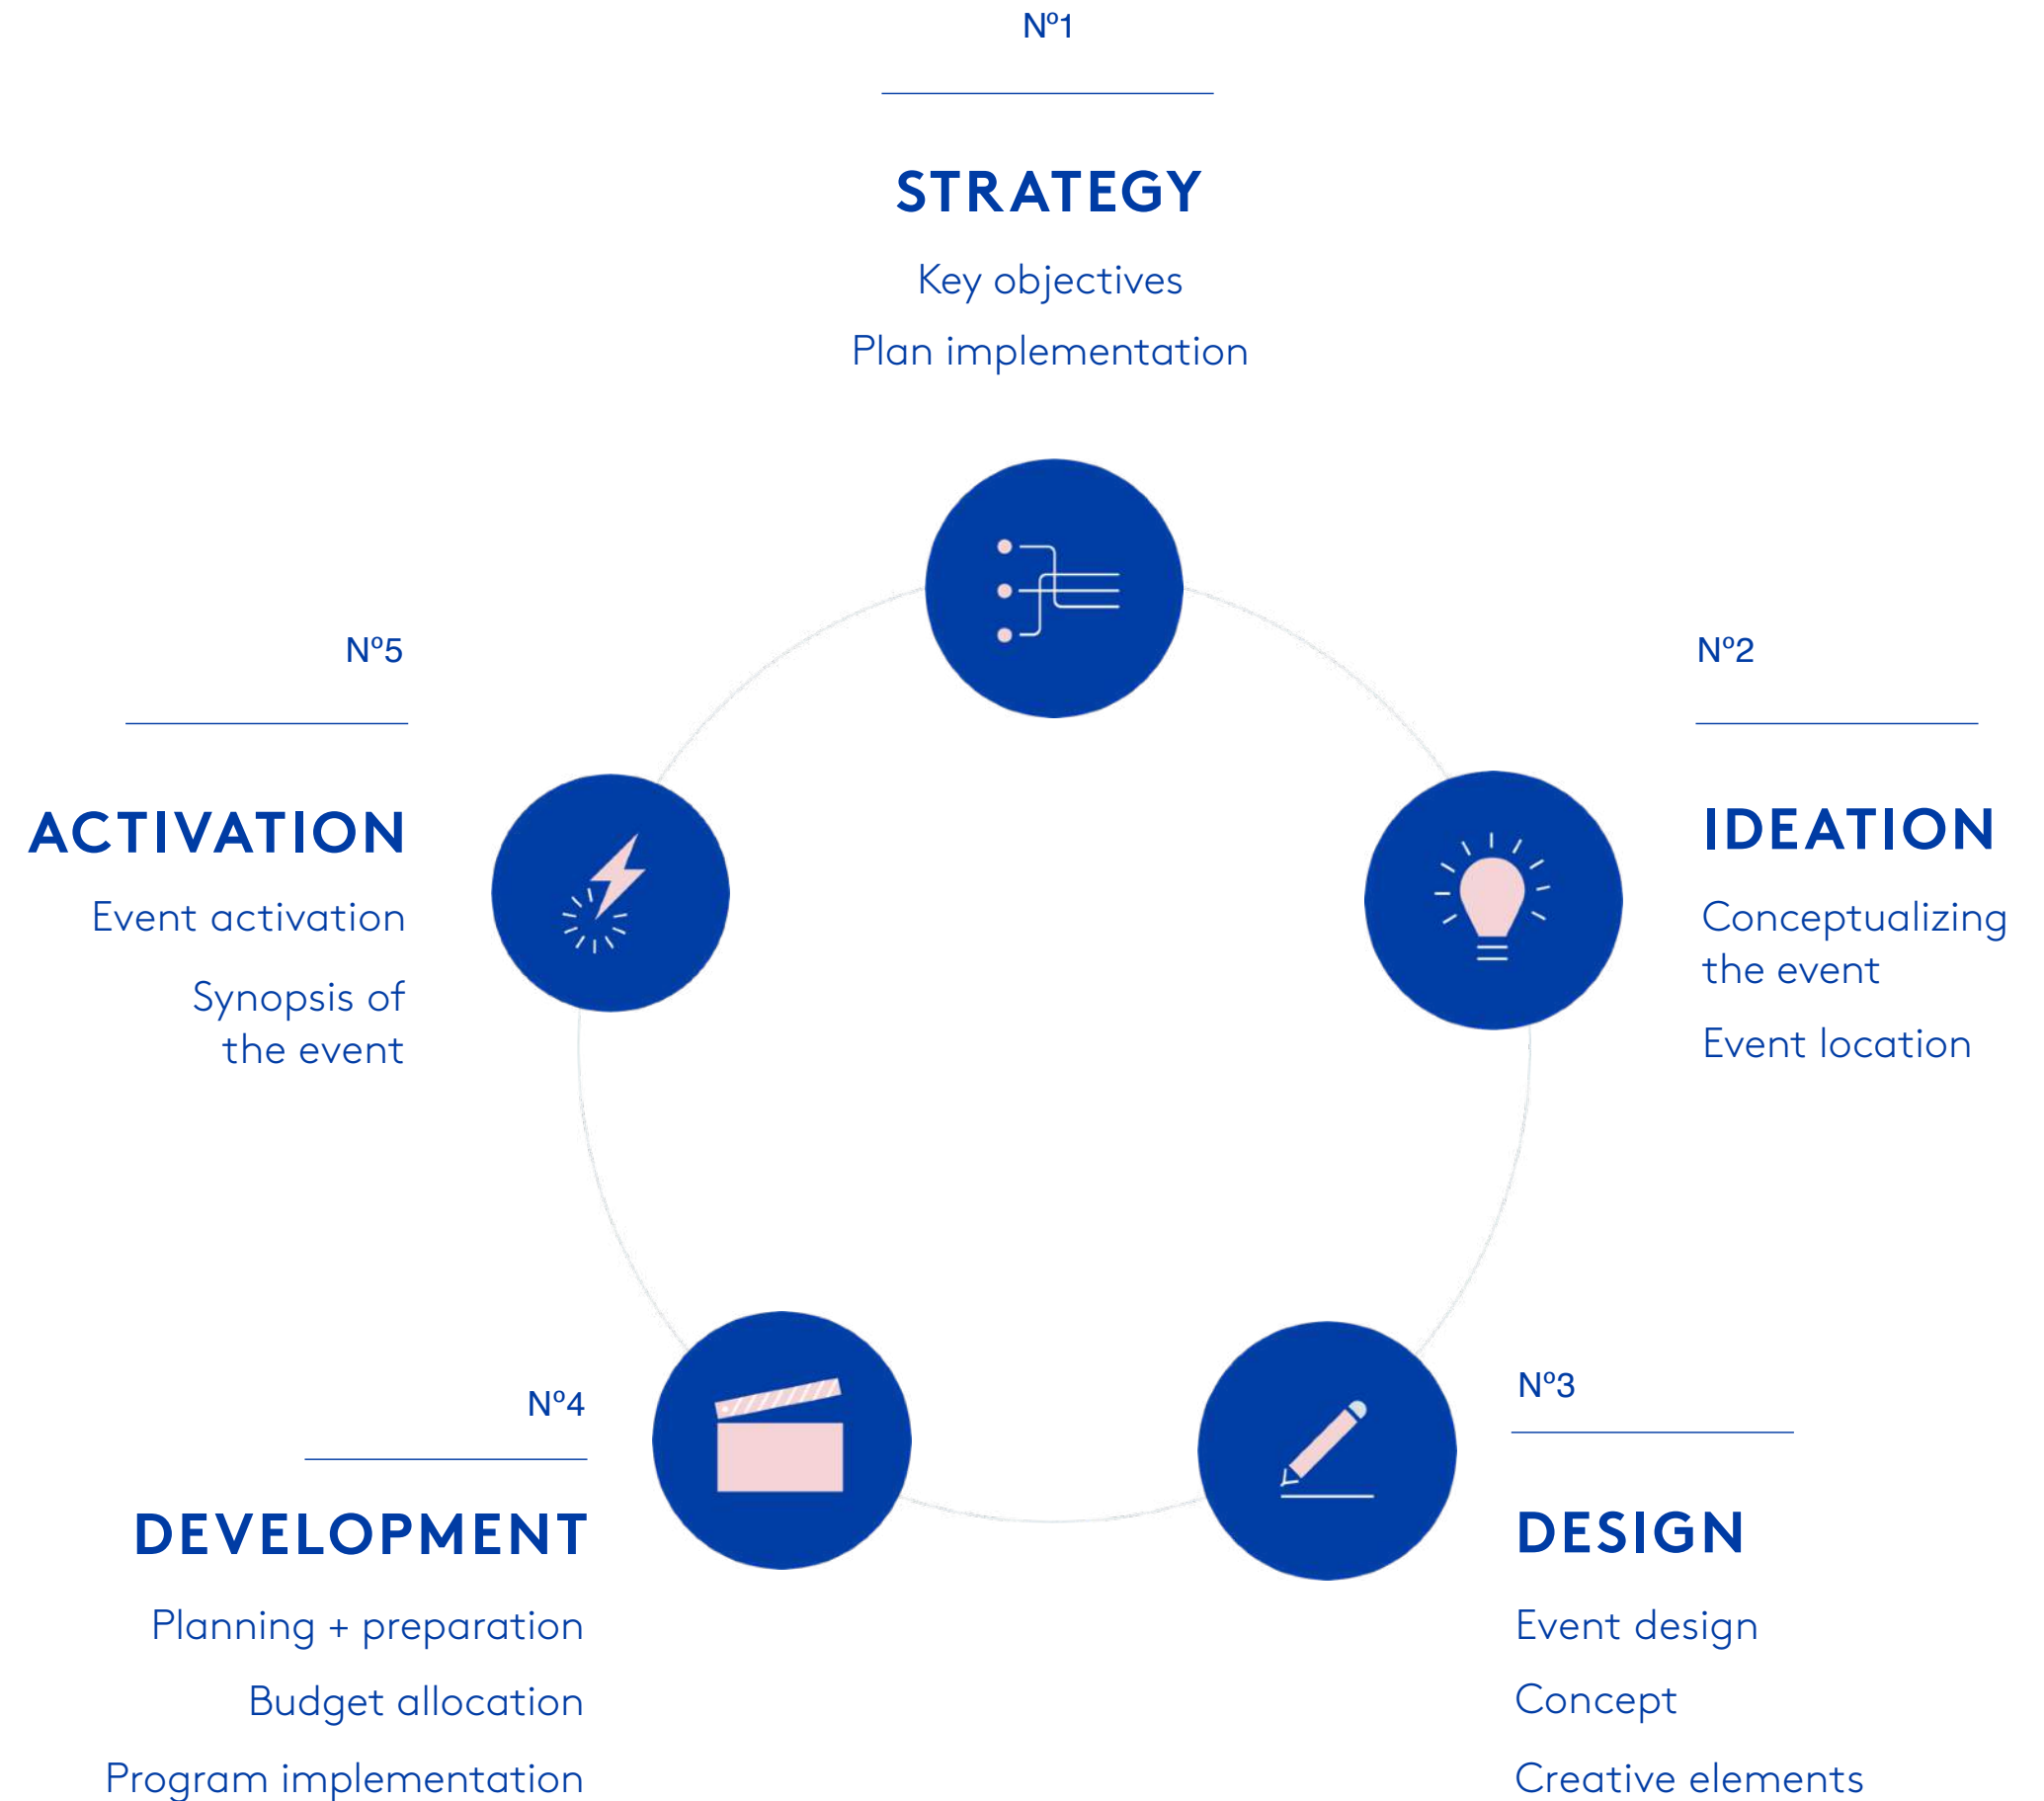 Nº1
STRATEGY
Key objectives
Plan implementation
Nº2
IDEATION
Conceptualizing
the event
Event location
Nº3
DESIGN
Event design
Concept
Creative elements
Nº4
DEVELOPMENT
Planning + preparation
Budget allocation
Program implementation
Nº5
ACTIVATION
Event activation
Synopsis of
the event